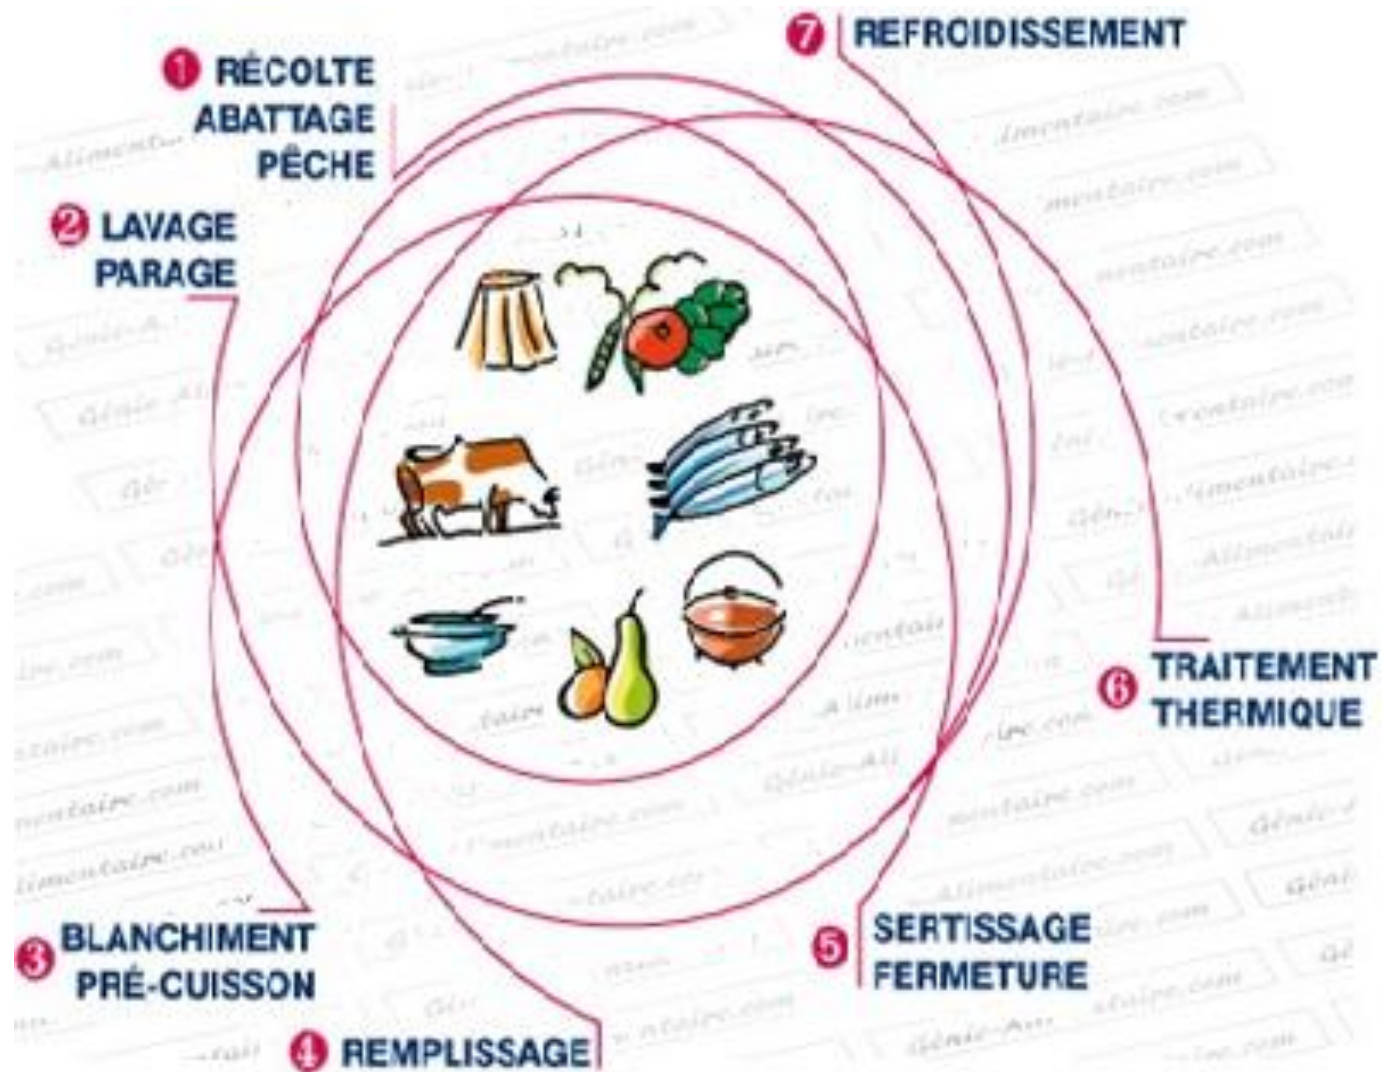 1 RÉCOLTE
ABATTAGE
PÊCHE
2 LAVAGE
PARAGE
3 BLANCHIMENT
PRÉ-CUISSON
4 REMPLISSAGE
5 SERTISSAGE
FERMETURE
6 TRAITEMENT
THERMIQUE
7 REFROIDISSEMENT